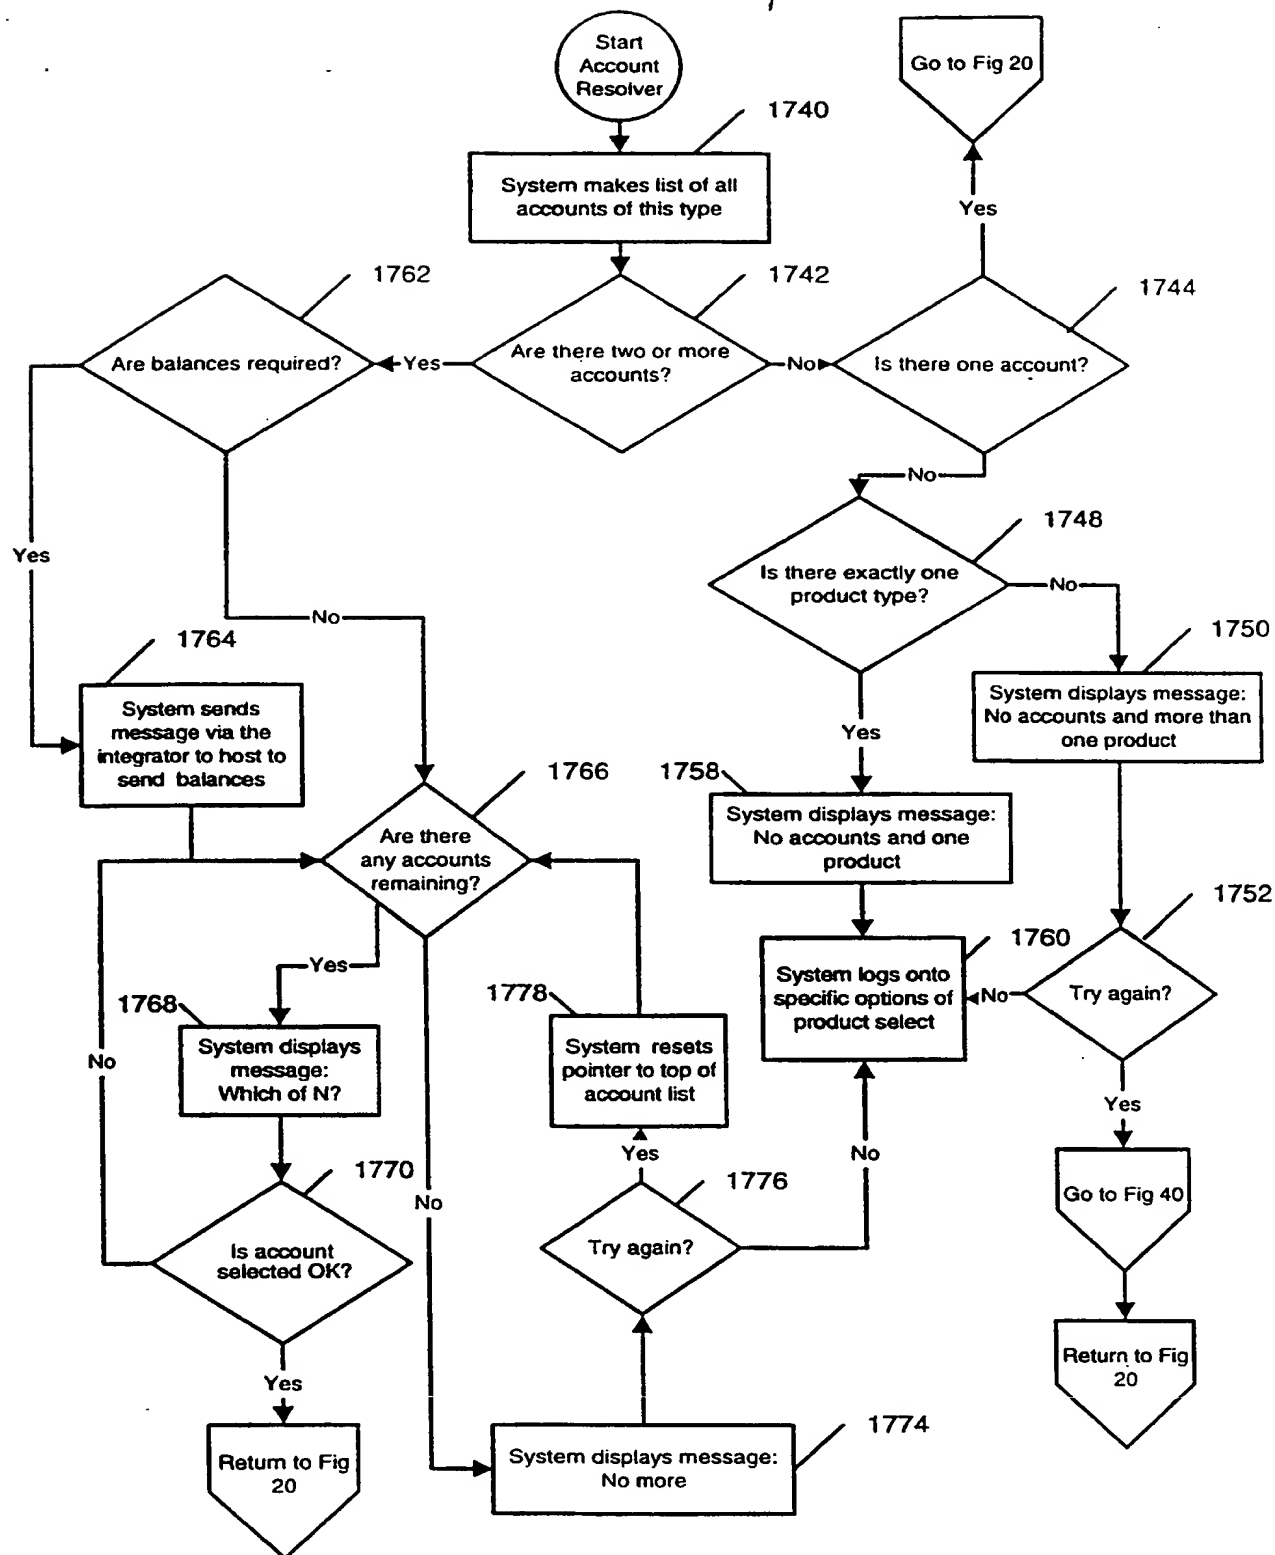 Start
Account
Resolver
Go to Fig 20
1740
System makes list of all
accounts of this type
Yes
1762
1742
1744
Are balances required?
Yes
Are there two or more
accounts?
No
Is there one account?
No
1748
Yes
Is there exactly one
product type?
No
No
1764
1750
System sends
message via the
integrator to host to
send balances
System displays message:
No accounts and more than
one product
Yes
1766
1758
Are there
any accounts
remaining?
System displays message:
No accounts and one
product
1752
1760
Yes
System logs onto
specific options of
product select
No
Try again?
1768
1778
No
System displays
message:
Which of N?
System resets
pointer to top of
account list
Yes
Yes
No
1770
1776
Go to Fig 40
No
Is account
selected OK?
Try again?
Return to Fig
20
Yes
1774
Return to Fig
20
System displays message:
No more